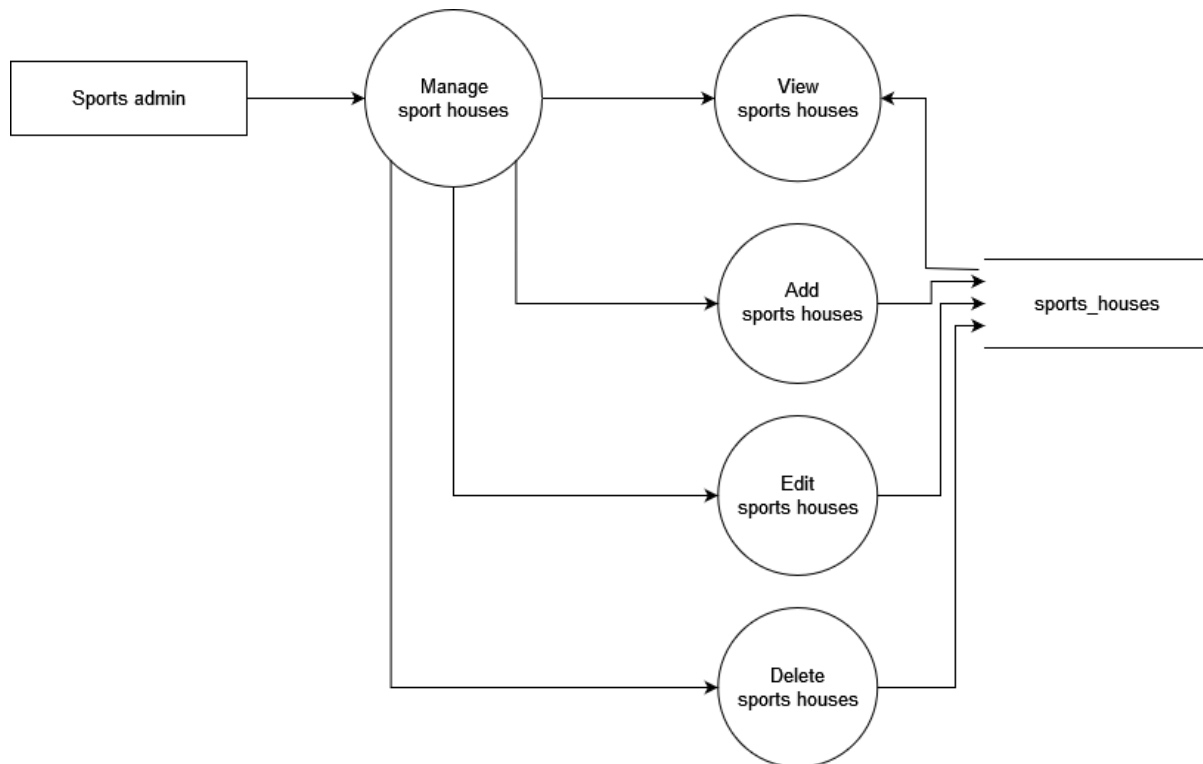 Sports admin
Manage
sport houses
View
sports houses
Add
sports houses
sports_houses
Edit
sports houses
Delete
sports houses